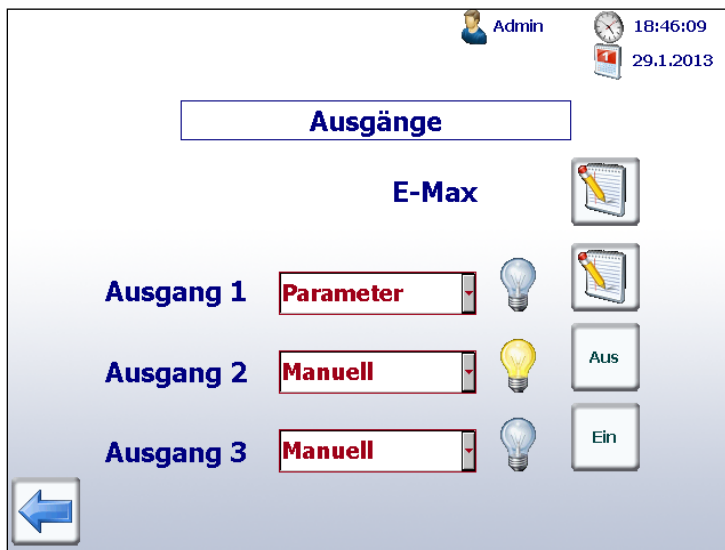 Admin
18:46:09
29.1.2013
Ausgänge
E-Max
Ausgang 1 Parameter
Ausgang 2 Manuell Aus
Ausgang 3 Manuell Ein